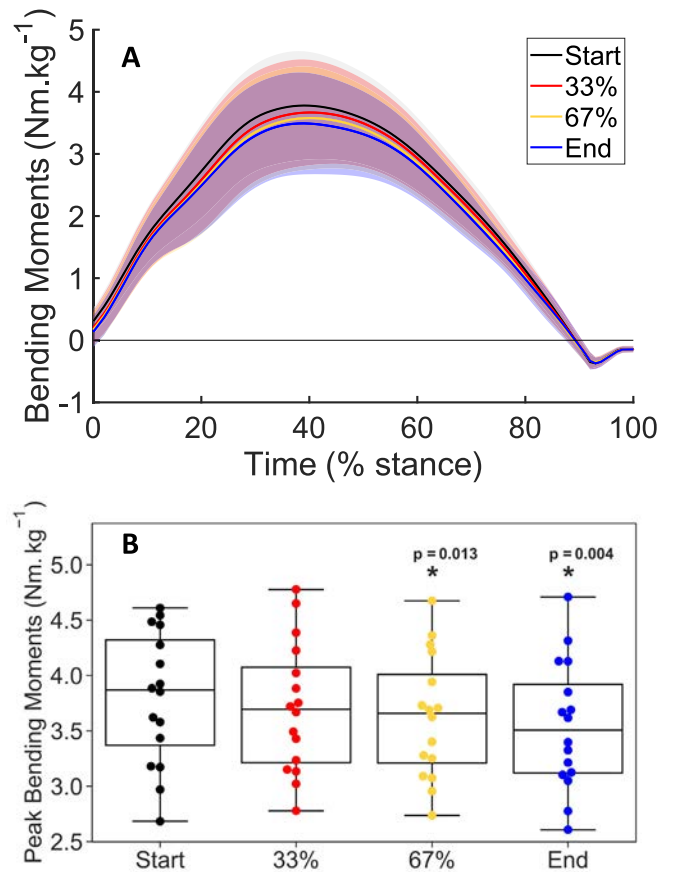 A
Bending Moments (Nm.kg⁻¹)
5
4
3
2
1
0
-1
Start
33%
67%
End
0 20 40 60 80 100
Time (% stance)
B
Peak Bending Moments (Nm.kg⁻¹)
p = 0.013 p = 0.004
* *
5.0
4.5
4.0
3.5
3.0
2.5
Start 33% 67% End